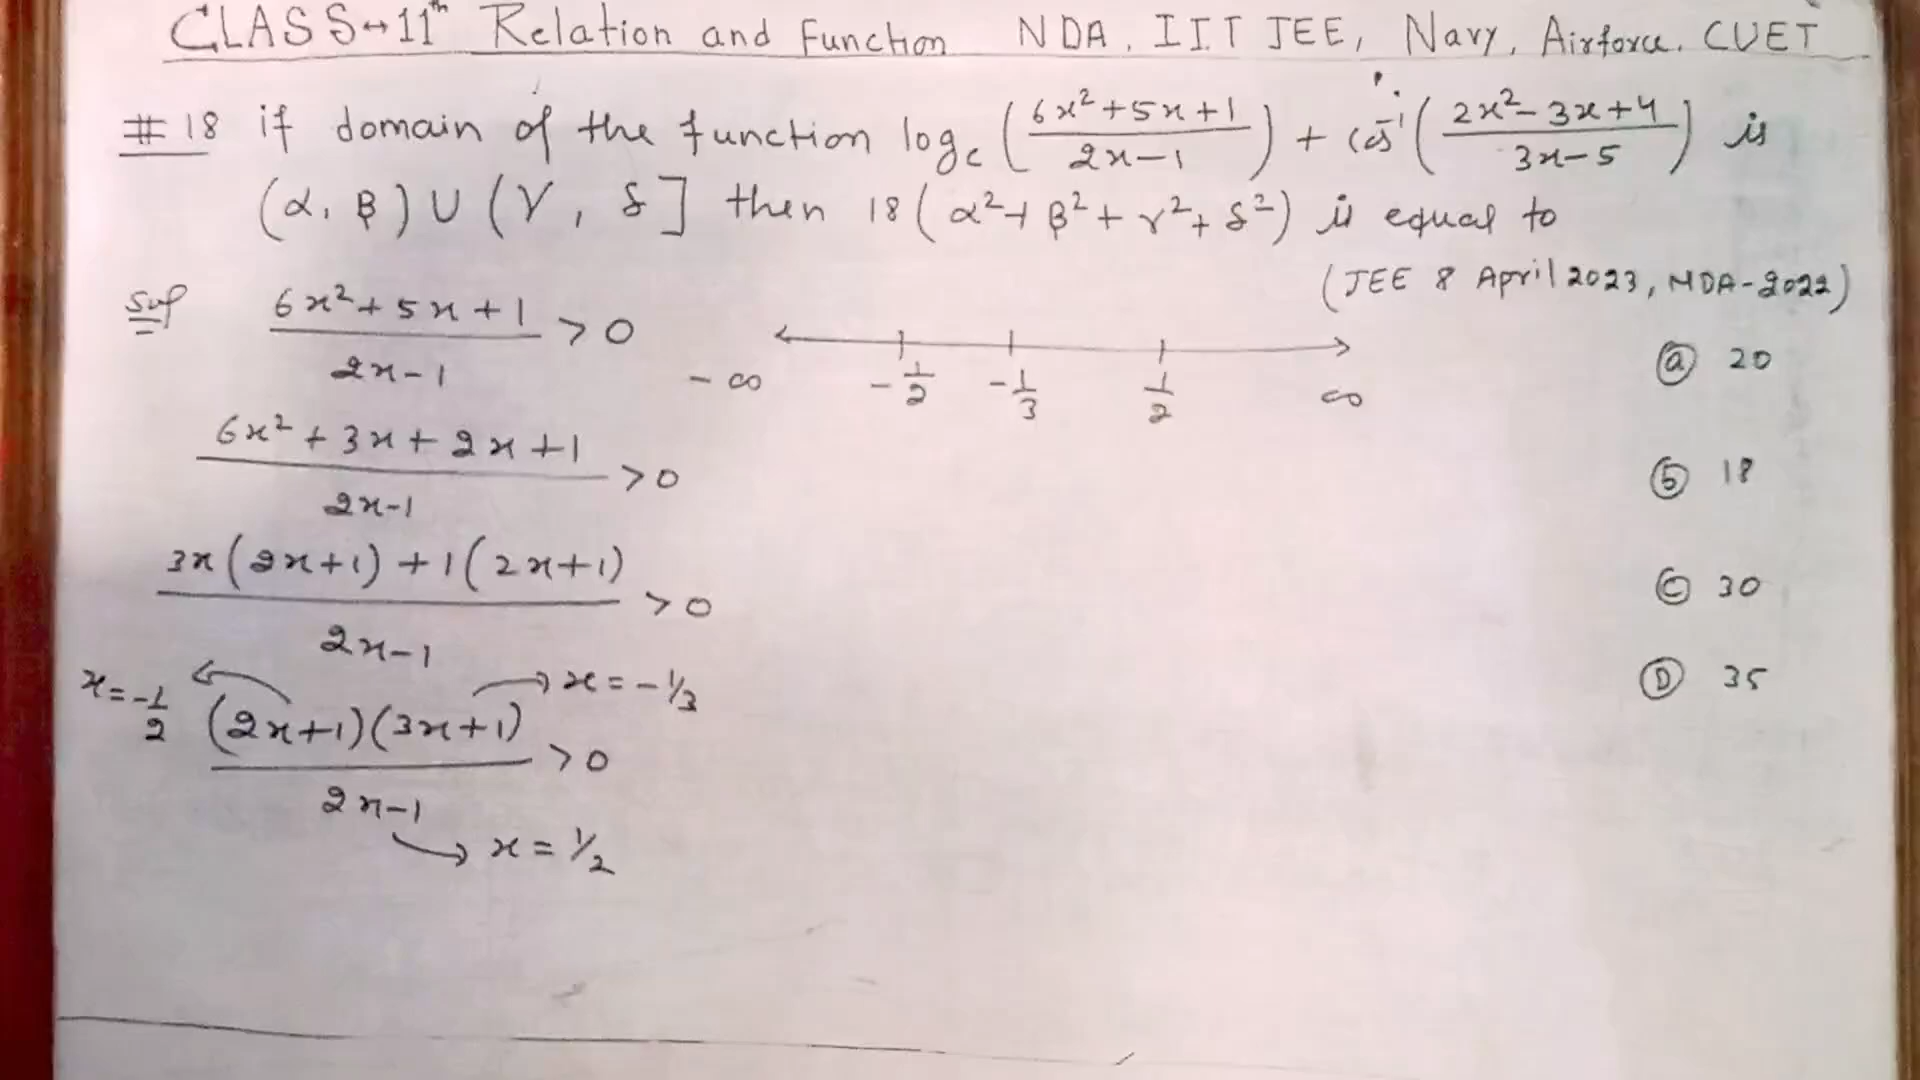 CLASS→11th Relation and Function NDA, IIT JEE, Navy, Airforce, CUET
# 18 if domain of the function log_c ((6x²+5x+1)/(2x-1)) + cos⁻¹ ((2x²-3x+4)/(3x-5)) is
(α, β) ∪ (γ, δ] then 18 (α²+β²+γ²+δ²) is equal to
(JEE 8 April 2023, NDA-2022)
(6x²+5x+1)/(2x-1) > 0
-∞ -1/2 -1/3 1/2 ∞
ⓐ 20
(6x²+3x+2x+1)/(2x-1) > 0
ⓑ 18
(3x(2x+1)+1(2x+1))/(2x-1) > 0
ⓒ 30
x=-1/2 x=-1/3
Ⓓ 35
((2x+1)(3x+1))/(2x-1) > 0
x = 1/2